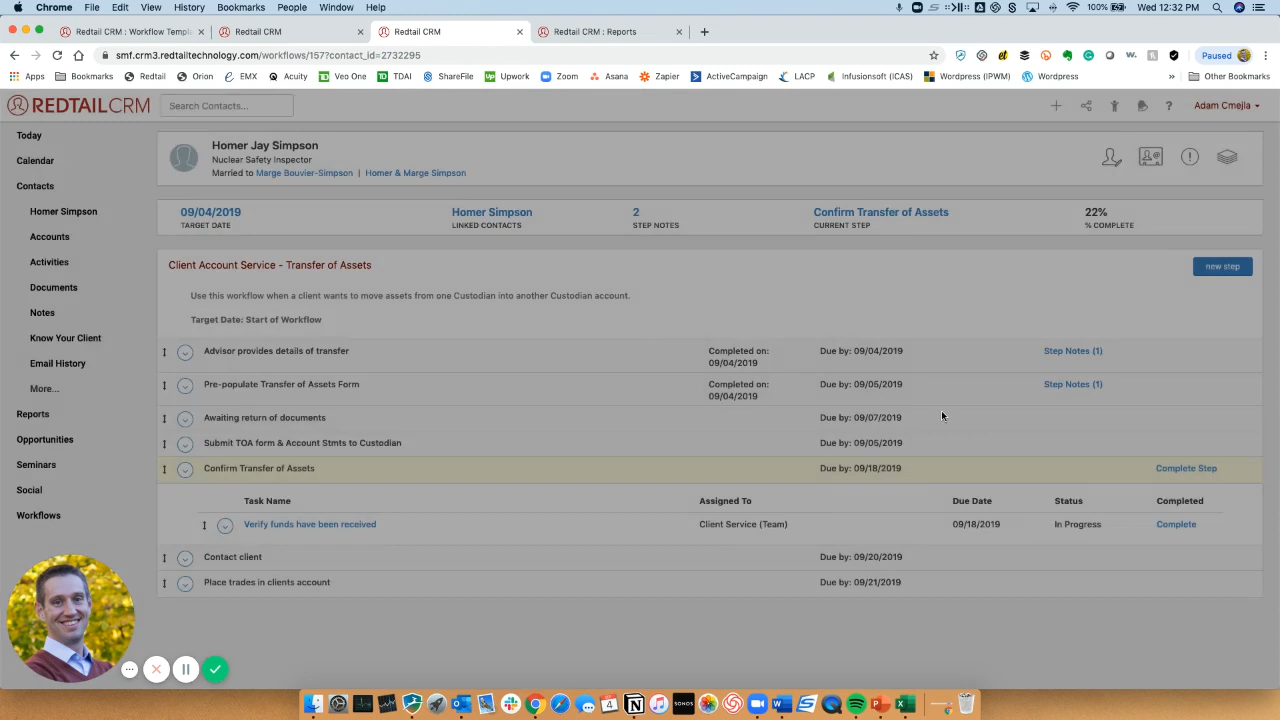 Chrome File Edit View History Bookmarks People Window Help 100% Wed 12:32 PM
Redtail CRM : Workflow Templa Redtail CRM Redtail CRM Redtail CRM : Reports
smf.crm3.redtailtechnology.com/workflows/157?contact_id=2732295 Paused
Apps Bookmarks Redtail Orion EMX Acuity Veo One TDAI ShareFile Upwork Zoom Asana Zapier ActiveCampaign LACP Infusionsoft (ICAS) Wordpress (IPWM) Wordpress » Other Bookmarks
REDTAILCRM Search Contacts... Adam Cmejla
Today
Calendar
Contacts
Homer Simpson
Accounts
Activities
Documents
Notes
Know Your Client
Email History
More...
Reports
Opportunities
Seminars
Social
Workflows
Homer Jay Simpson
Nuclear Safety Inspector
Married to Marge Bouvier-Simpson | Homer & Marge Simpson
09/04/2019 Homer Simpson 2 Confirm Transfer of Assets 22%
TARGET DATE LINKED CONTACTS STEP NOTES CURRENT STEP % COMPLETE
Client Account Service - Transfer of Assets new step
Use this workflow when a client wants to move assets from one Custodian into another Custodian account.
Target Date: Start of Workflow
Advisor provides details of transfer Completed on: Due by: 09/04/2019 Step Notes (1)
09/04/2019
Pre-populate Transfer of Assets Form Completed on: Due by: 09/05/2019 Step Notes (1)
09/04/2019
Awaiting return of documents Due by: 09/07/2019
Submit TOA form & Account Stmts to Custodian Due by: 09/05/2019
Confirm Transfer of Assets Due by: 09/18/2019 Complete Step
Task Name Assigned To Due Date Status Completed
Verify funds have been received Client Service (Team) 09/18/2019 In Progress Complete
Contact client Due by: 09/20/2019
Place trades in clients account Due by: 09/21/2019